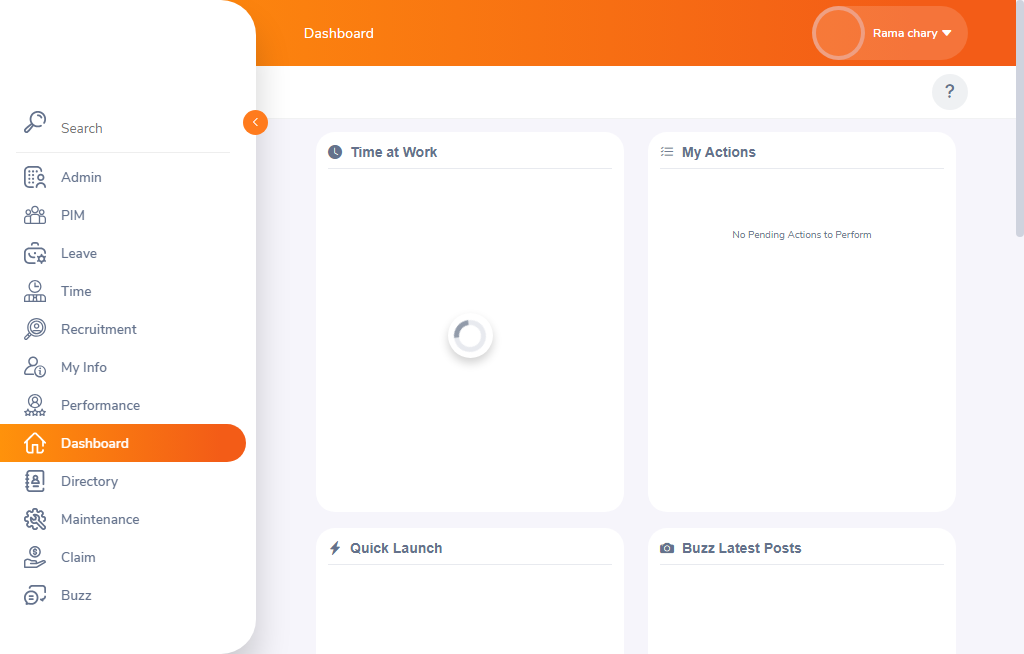 Dashboard
Rama chary
?
Search
Admin
PIM
Leave
Time
Recruitment
My Info
Performance
Dashboard
Directory
Maintenance
Claim
Buzz
Time at Work
My Actions
No Pending Actions to Perform
Quick Launch
Buzz Latest Posts